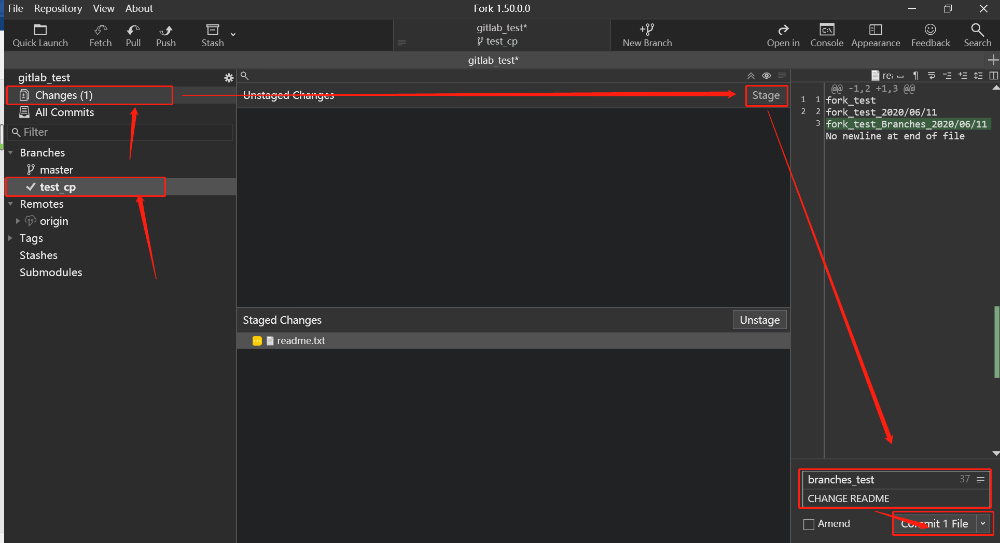 File Repository View About Fork 1.50.0.0
Quick Launch Fetch Pull Push Stash gitlab_test* New Branch Open in Console Appearance Feedback Search
test_cp
gitlab_test*
gitlab_test
Changes (1)
All Commits
Filter
Branches
master
test_cp
Remotes
origin
Tags
Stashes
Submodules
Unstaged Changes Stage
Staged Changes Unstage
readme.txt
@@ -1,2 +1,3 @@
1 1 fork_test
2 2 fork_test_2020/06/11
3 fork_test_Branches_2020/06/11
No newline at end of file
branches_test 37
CHANGE README
Amend Commit 1 File